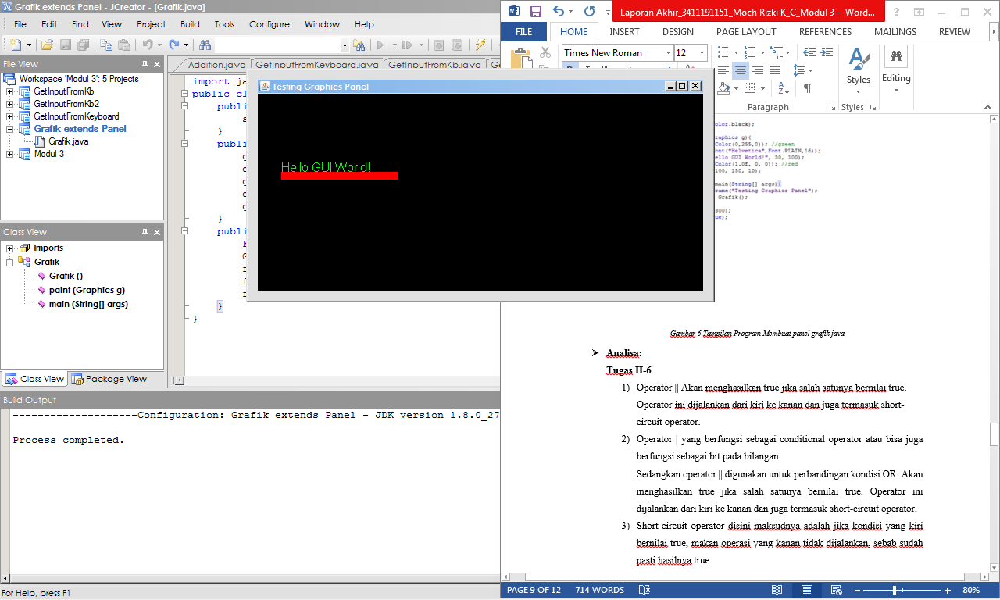 Grafik extends Panel - JCreator - [Grafik.java]
File Edit Find View Project Build Tools Configure Window Help
File View
Workspace 'Modul 3': 5 Projects
GetInputFromKb
GetInputFromKb2
GetInputFromKeyboard
Grafik extends Panel
Grafik.java
Modul 3
Class View
Imports
Grafik
Grafik ()
paint (Graphics g)
main (String[] args)
Class View Package View
Addition.java GetInputFromKeyboard.java GetInputFromKb.java Ge
import ja
public cl
publi
s
}
publi
g
g
g
}
publi
f
f
f
}
}
Testing Graphics Panel
Hello GUI World!
Build Output
--------------------Configuration: Grafik extends Panel - JDK version 1.8.0_27
Process completed.
For Help, press F1
Laporan Akhir_3411191151_Moch Rizki K_C_Modul 3 - Word...
FILE HOME INSERT DESIGN PAGE LAYOUT REFERENCES MAILINGS REVIEW
Times New Roman 12
Styles
Editing
Paragraph
Styles
olor.black);
raphics g){
Color(0,255,0)); //green
ont("Helvetica",Font.PLAIN,16));
ello GUI World!", 30, 100);
Color(1.0f, 0, 0)); //red
100, 150, 10);
main(String[] args){
rame("Testing Graphics Panel");
Grafik();
300);
ue);
Gambar 6 Tampilan Program Membuat panel grafik.java
➤ Analisa:
Tugas II-6
1) Operator || Akan menghasilkan true jika salah satunya bernilai true.
Operator ini dijalankan dari kiri ke kanan dan juga termasuk short-
circuit operator.
2) Operator | yang berfungsi sebagai conditional operator atau bisa juga
berfungsi sebagai bit pada bilangan
Sedangkan operator || digunakan untuk perbandingan kondisi OR. Akan
menghasilkan true jika salah satunya bernilai true. Operator ini
dijalankan dari kiri ke kanan dan juga termasuk short-circuit operator.
3) Short-circuit operator disini maksudnya adalah jika kondisi yang kiri
bernilai true, makan operasi yang kanan tidak dijalankan, sebab sudah
pasti hasilnya true
PAGE 9 OF 12 714 WORDS 80%